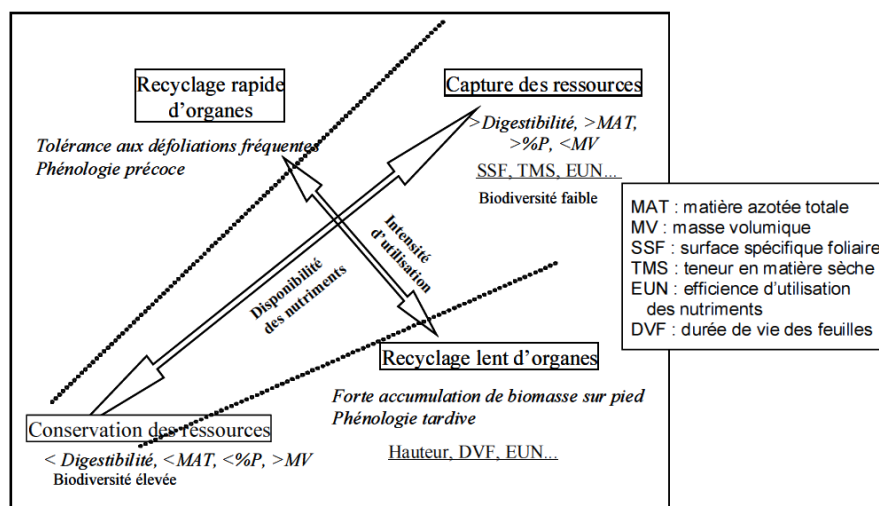 Recyclage rapide
d'organes
Tolérance aux défoliations fréquentes
Phénologie précoce
Capture des ressources
>Digestibilité, >MAT,
>%P, <MV
SSF, TMS, EUN...
Biodiversité faible
Intensité
d'utilisation
Disponibilité
des nutriments
Recyclage lent d'organes
Forte accumulation de biomasse sur pied
Phénologie tardive
Hauteur, DVF, EUN...
Conservation des ressources
< Digestibilité, <MAT, <%P, >MV
Biodiversité élevée
MAT : matière azotée totale
MV : masse volumique
SSF : surface spécifique foliaire
TMS : teneur en matière sèche
EUN : efficience d'utilisation
des nutriments
DVF : durée de vie des feuilles